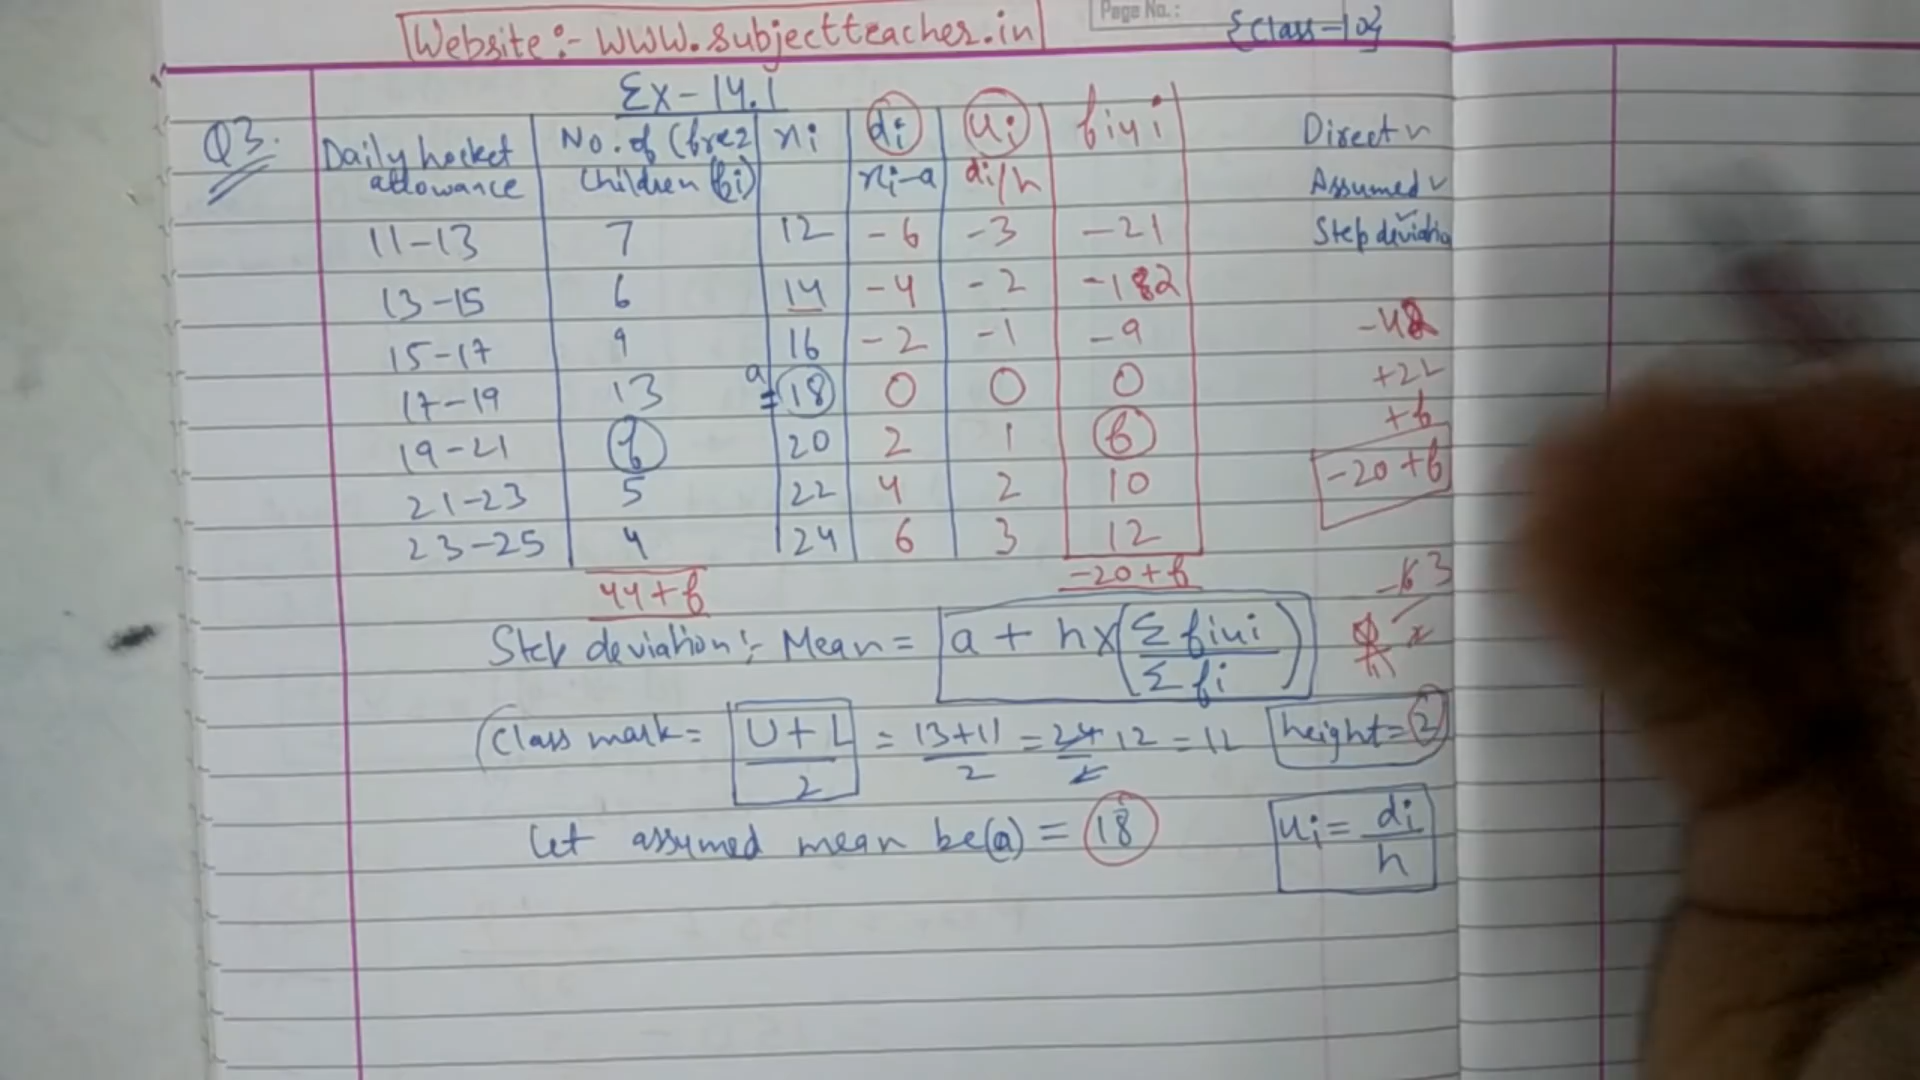 Website:- www.subjectteacher.in
Page No.:
{Class-10}
Ex-14.1
Q3.
Daily pocket allowance | No. of children (fi) | xi | di | ui | fiui
xi-a | di/h
11-13 7 12 -6 -3 -21
13-15 6 14 -4 -2 -12
15-17 9 16 -2 -1 -9
17-19 13 a=18 0 0 0
19-21 f 20 2 1 f
21-23 5 22 4 2 10
23-25 4 24 6 3 12
44+f -20+f
Direct
Assumed
Step deviatio
-42
+22
+f
-20+f
Step deviation:- Mean = a + h x (Σ fiui / Σ fi)
Class mark = U+L / 2 = 13+11 / 2 = 24 / 2 12 = 12 height = 2
Let assumed mean be (a) = 18
ui = di / h